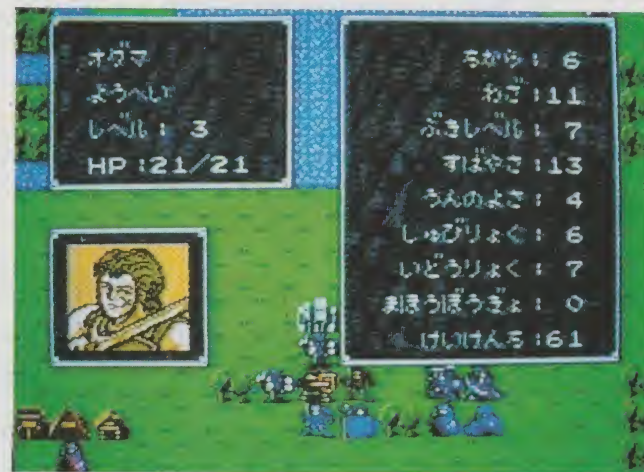 オグマ
ようへい
レベル: 3
HP:21/21
ちから: 6
わざ:11
ぶきレベル: 7
すばやさ:13
うんのよさ: 4
しゅびりょく: 6
いどうりょく: 7
まほうぼうぎょ: 0
けいけんち:61